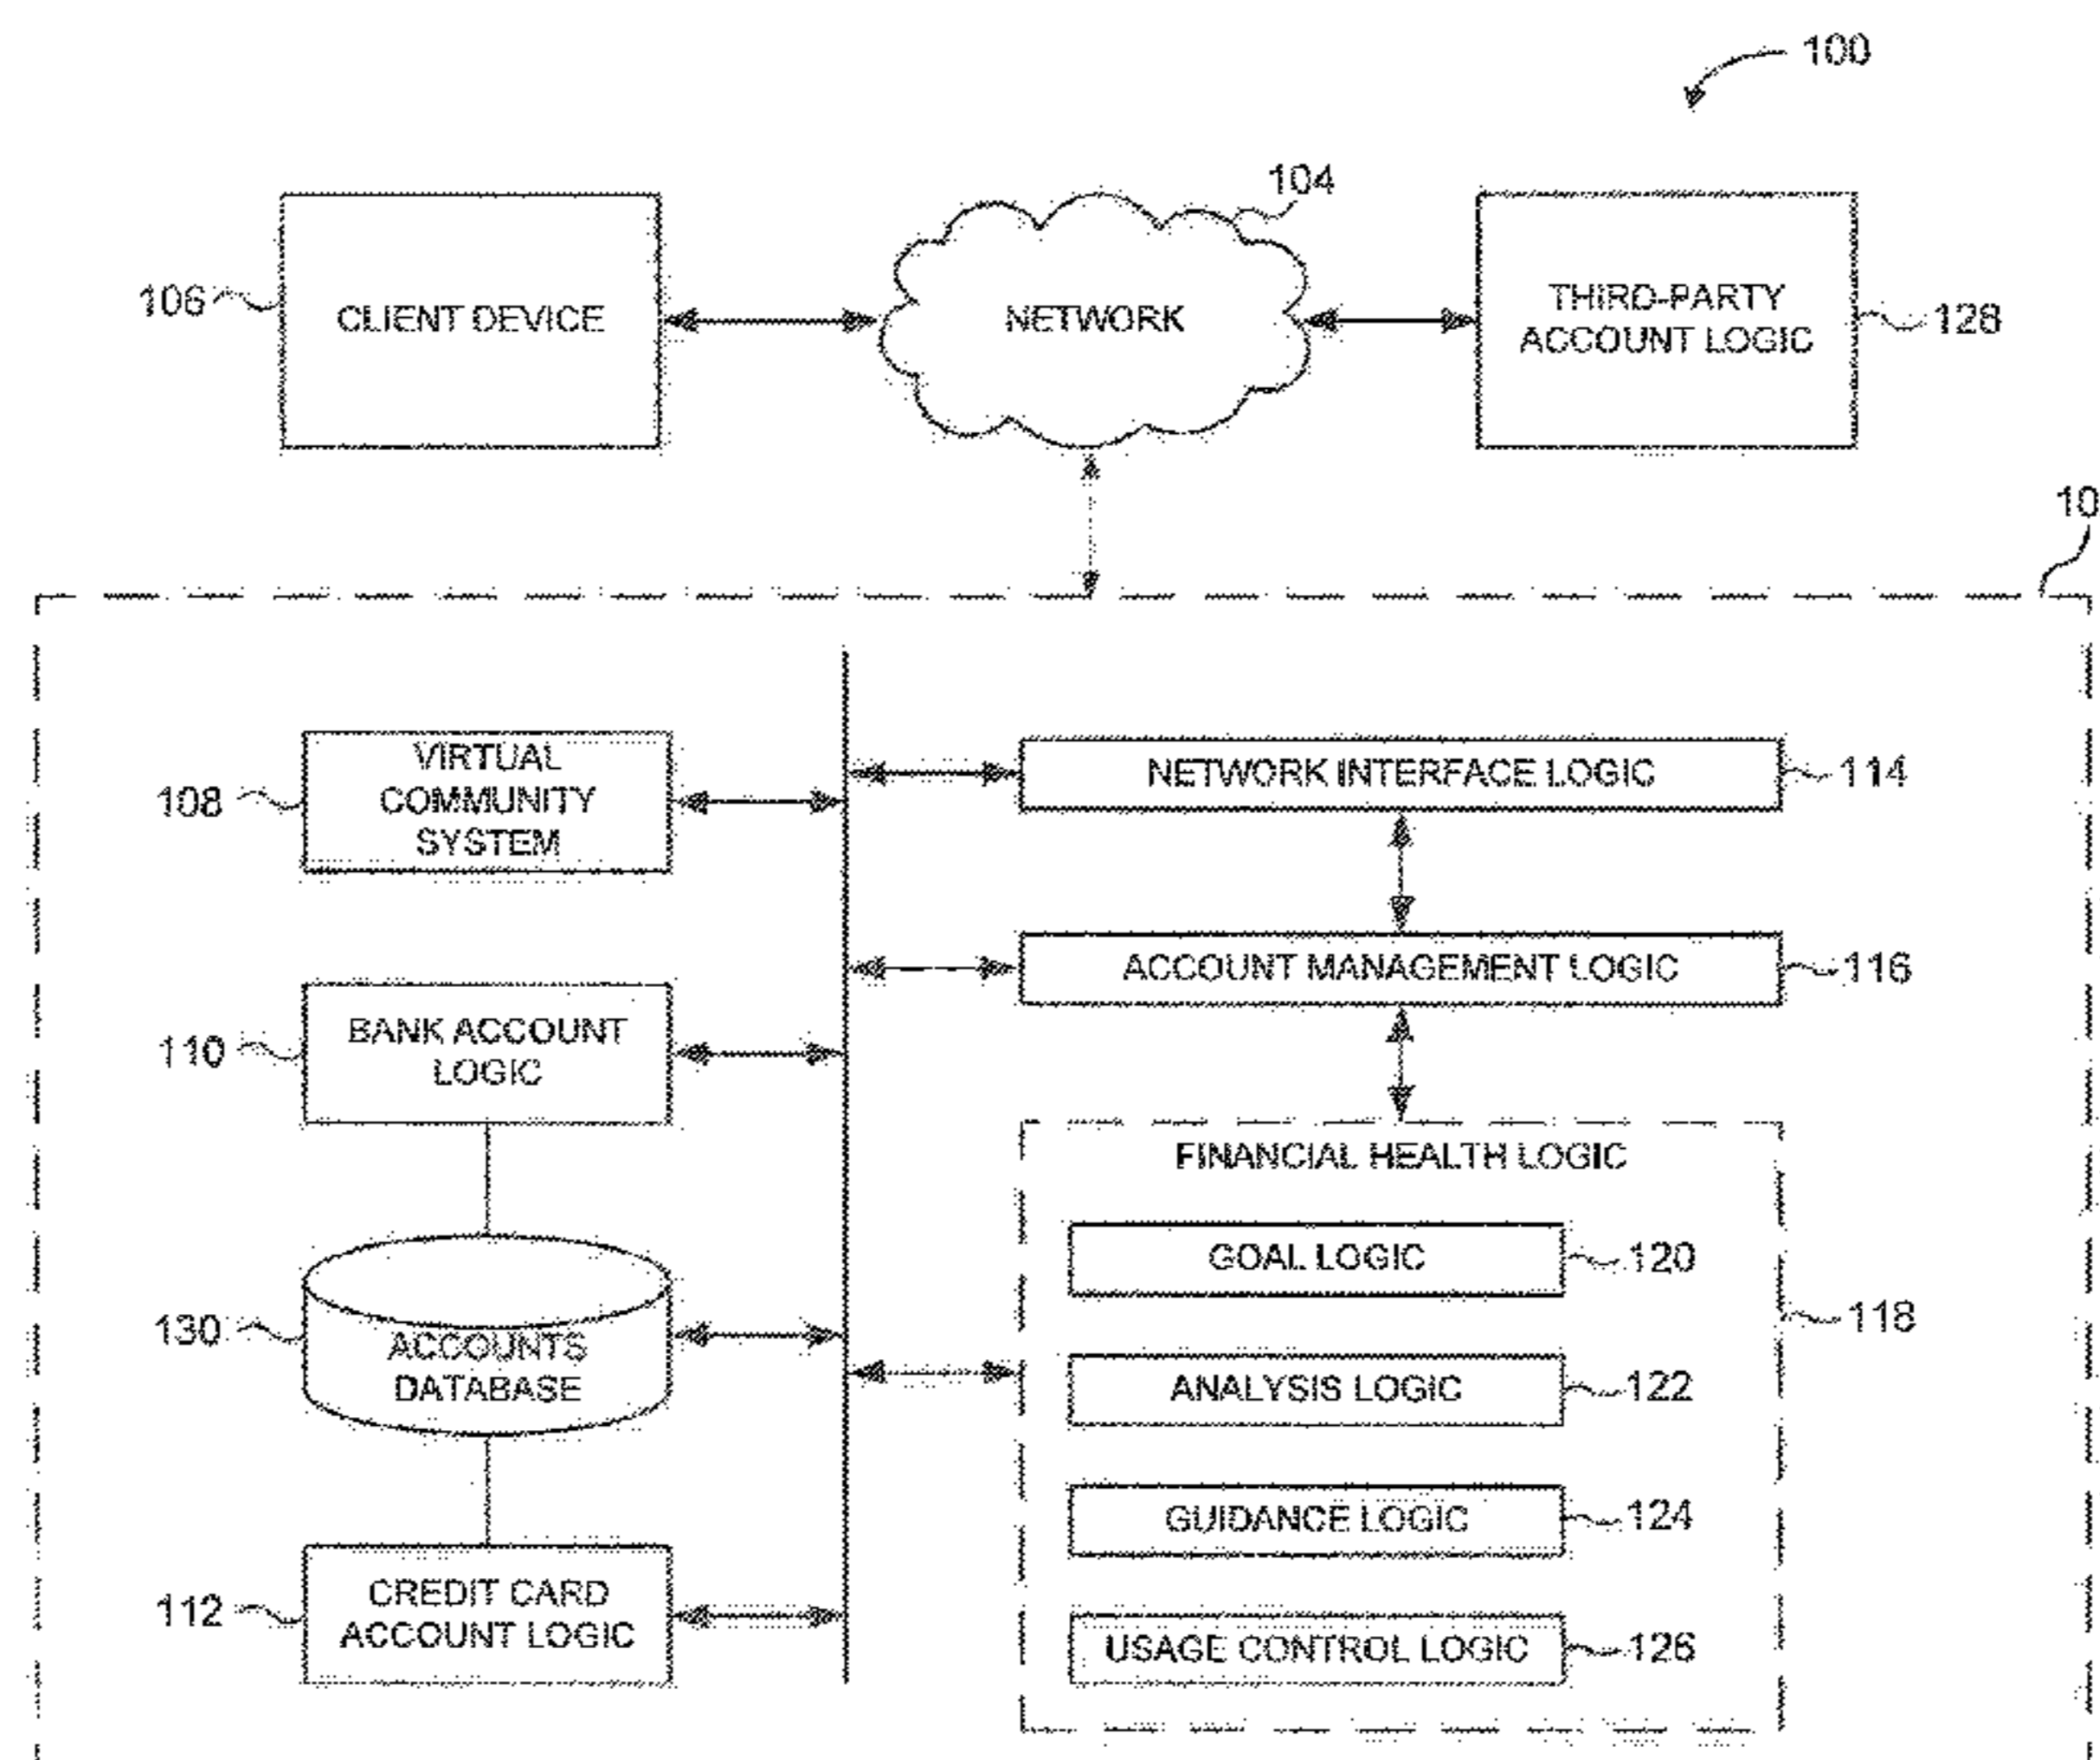 100
104
106
CLIENT DEVICE
NETWORK
THIRD-PARTY
ACCOUNT LOGIC
128
10
VIRTUAL
COMMUNITY
SYSTEM
108
NETWORK INTERFACE LOGIC
114
ACCOUNT MANAGEMENT LOGIC
116
BANK ACCOUNT
LOGIC
110
FINANCIAL HEALTH LOGIC
GOAL LOGIC
120
118
130
ACCOUNTS
DATABASE
ANALYSIS LOGIC
122
GUIDANCE LOGIC
124
112
CREDIT CARD
ACCOUNT LOGIC
USAGE CONTROL LOGIC
126